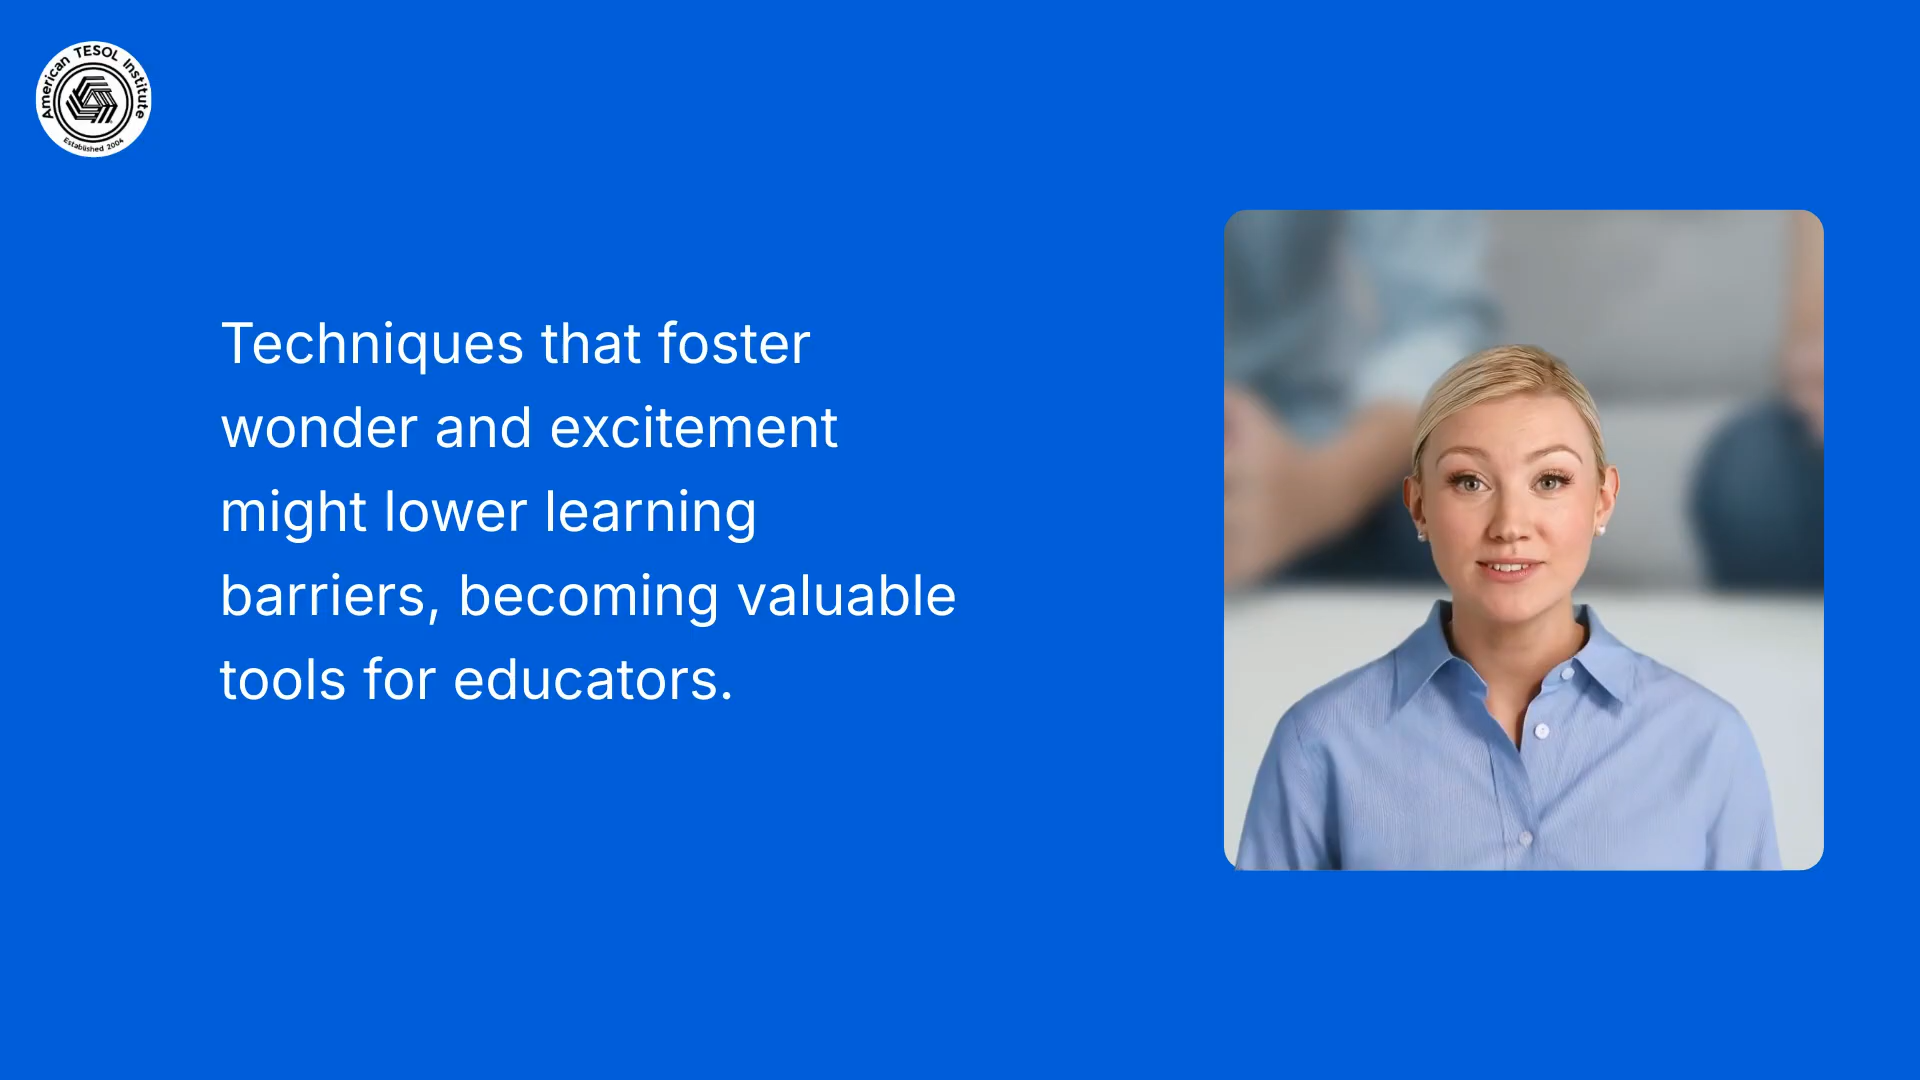 American TESOL Institute
Established 2004
Techniques that foster
wonder and excitement
might lower learning
barriers, becoming valuable
tools for educators.